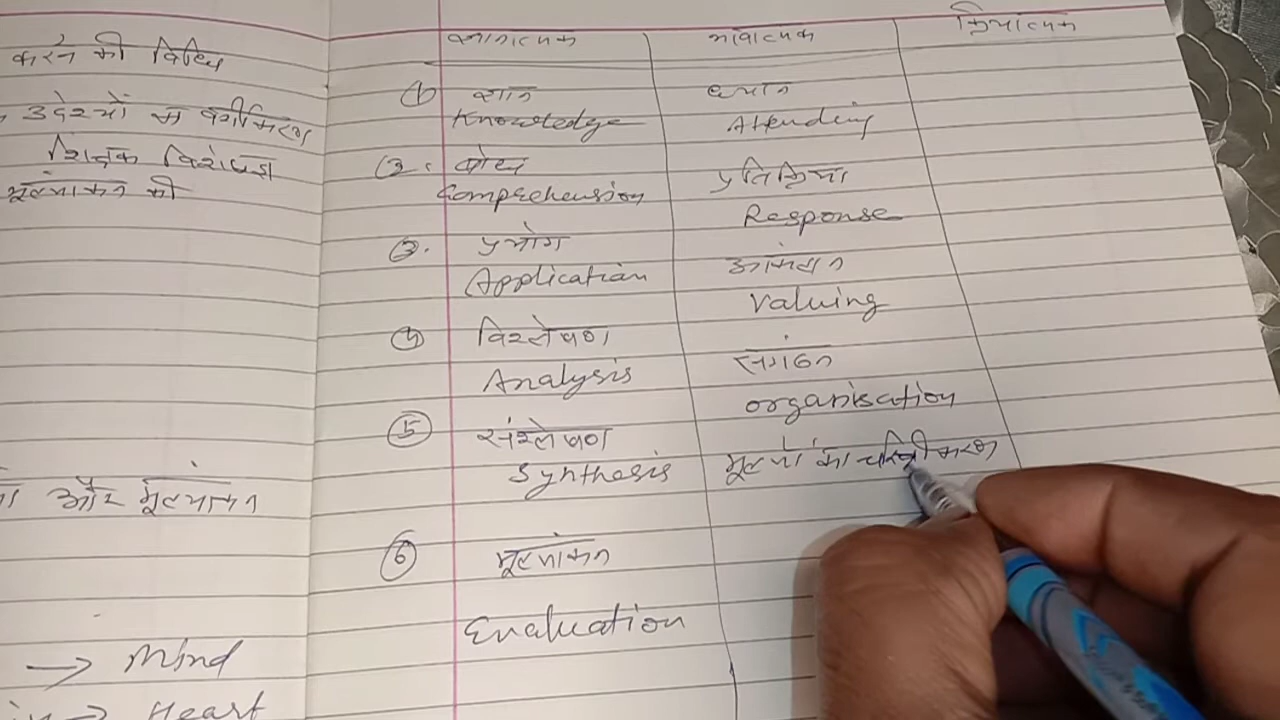 करने की विधि
उद्देश्यों का वर्गीकरण
शिक्षक विशेषज्ञ
मूल्यांकन की
और मूल्यांकन
→ Mind
→ Heart
ज्ञानात्मक भावात्मक क्रियात्मक
① ज्ञान ध्यान
Knowledge Attending
2. बोध प्रतिक्रिया
Comprehension Response
3. प्रयोग
Application Valuing
④ विश्लेषण संगठन
Analysis organisation
⑤ संश्लेषण मूल्यों का चरित्रीकरण
Synthesis
⑥ मूल्यांकन
Evaluation